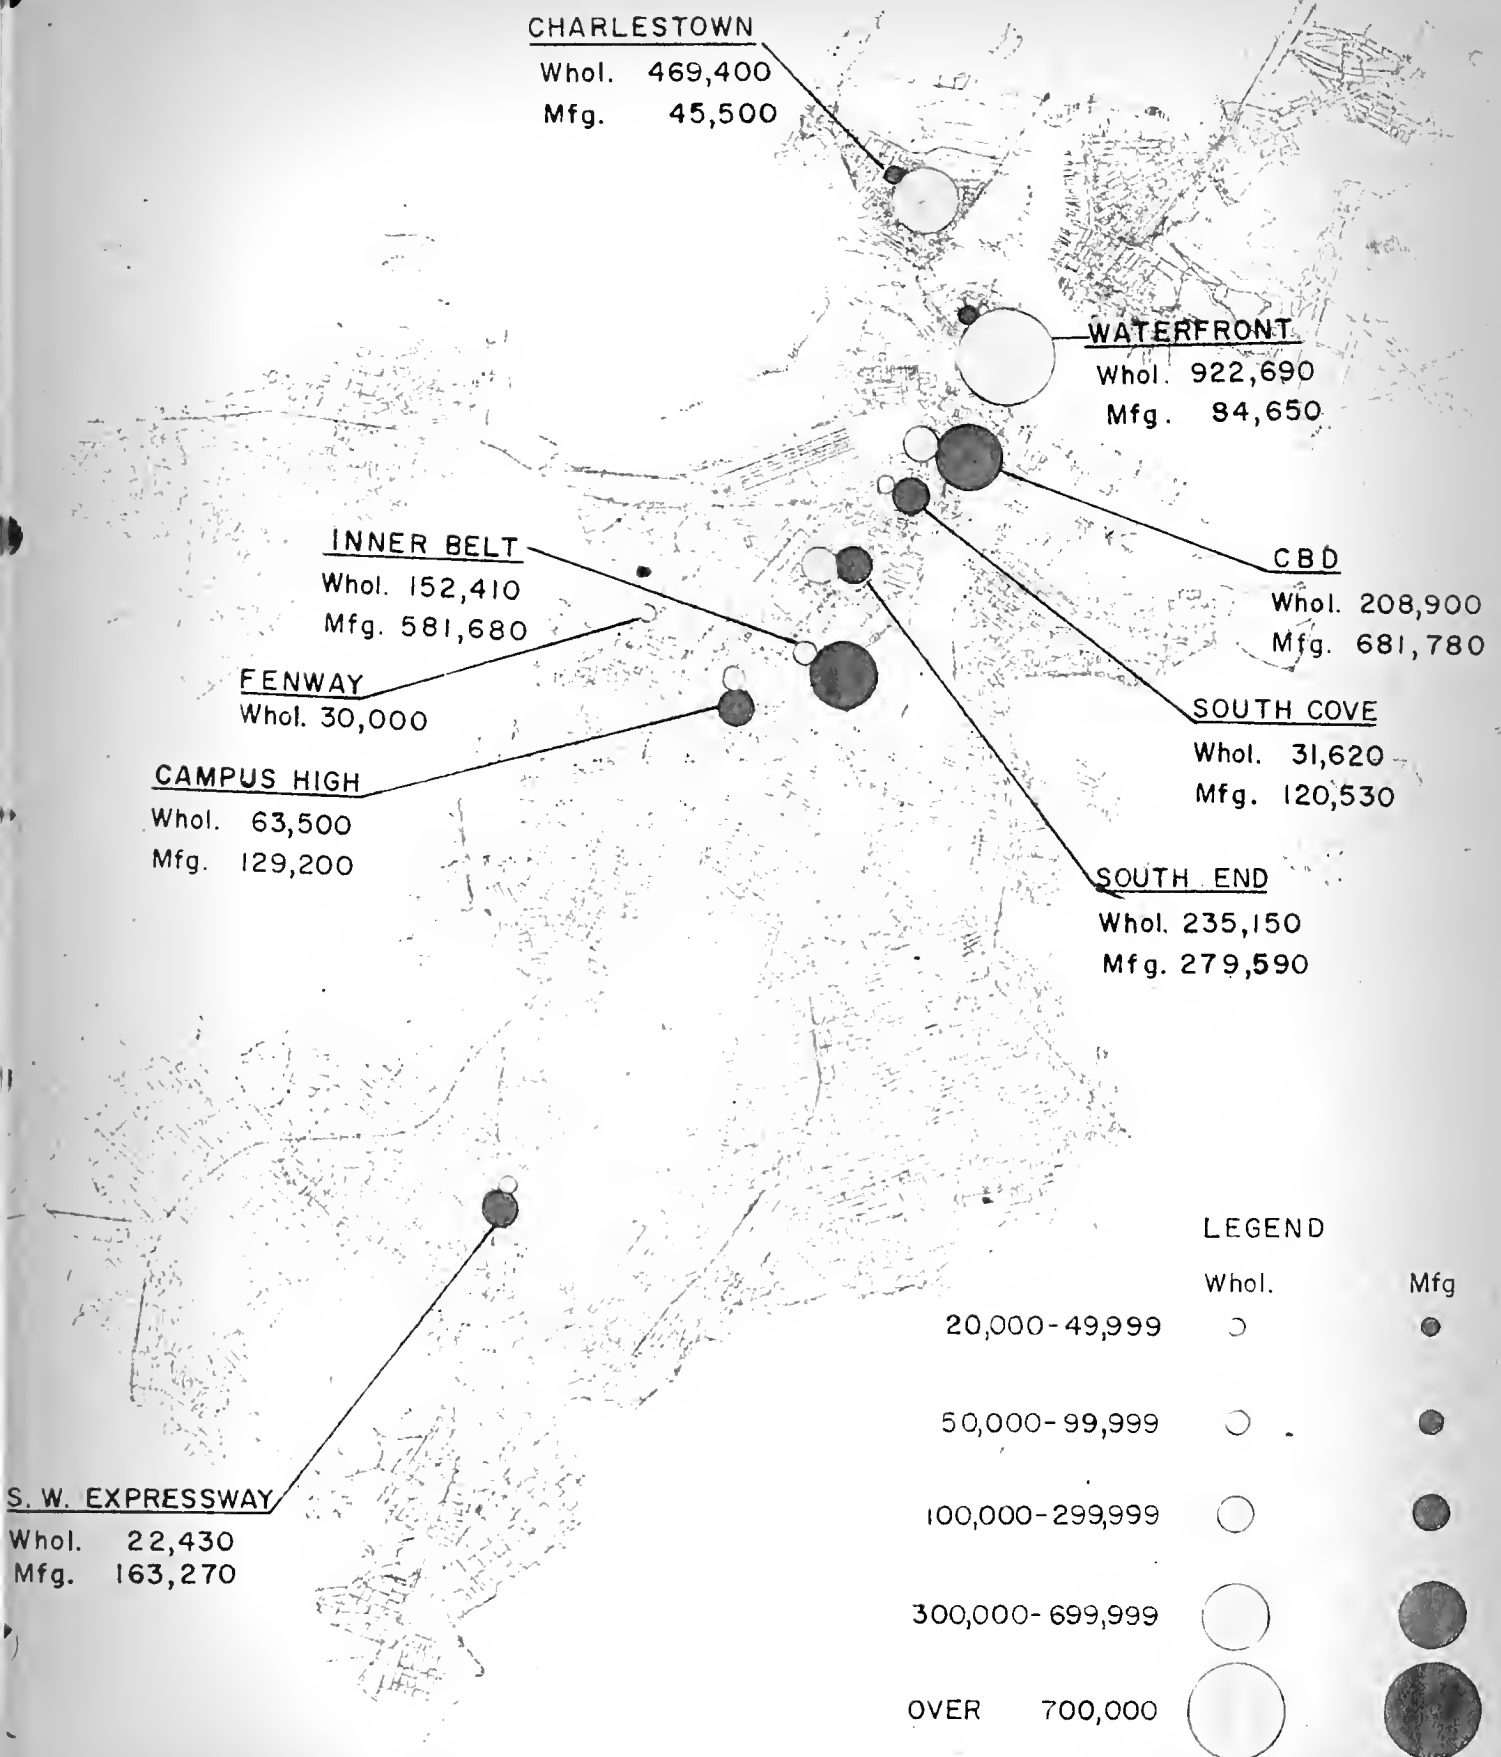 CHARLESTOWN
Whol. 469,400
Mfg. 45,500
WATERFRONT
Whol. 922,690
Mfg. 84,650
CBD
Whol. 208,900
Mfg. 681,780
INNER BELT
Whol. 152,410
Mfg. 581,680
FENWAY
Whol. 30,000
SOUTH COVE
Whol. 31,620
Mfg. 120,530
CAMPUS HIGH
Whol. 63,500
Mfg. 129,200
SOUTH END
Whol. 235,150
Mfg. 279,590
S. W. EXPRESSWAY
Whol. 22,430
Mfg. 163,270
LEGEND
Whol. Mfg
20,000-49,999
50,000-99,999
100,000-299,999
300,000-699,999
OVER 700,000